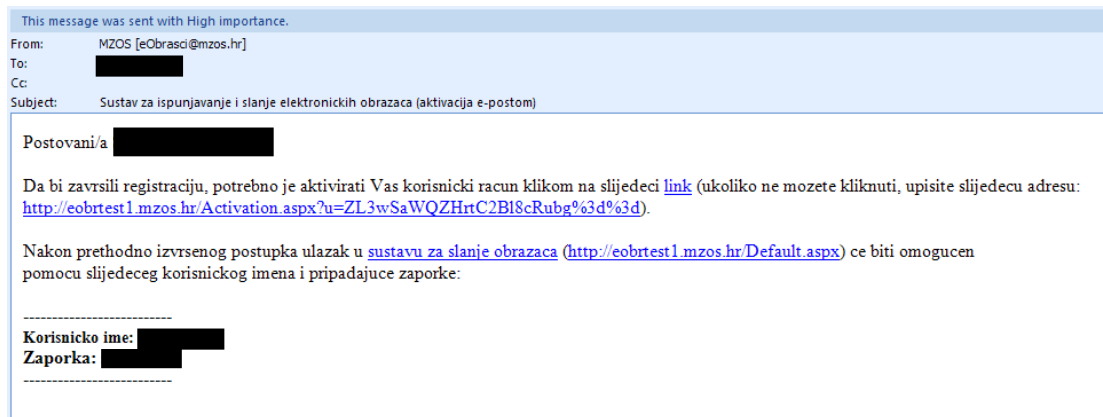 This message was sent with High importance.
From: MZOS [eObrasci@mzos.hr]
To:
Cc:
Subject: Sustav za ispunjavanje i slanje elektronickih obrazaca (aktivacija e-postom)
Postovani/a
Da bi zavrsili registraciju, potrebno je aktivirati Vas korisnicki racun klikom na slijedeci link (ukoliko ne mozete kliknuti, upisite slijedecu adresu:
http://eobrtest1.mzos.hr/Activation.aspx?u=ZL3wSaWQZHrtC2Bl8cRubg%3d%3d).
Nakon prethodno izvrsenog postupka ulazak u sustavu za slanje obrazaca (http://eobrtest1.mzos.hr/Default.aspx) ce biti omogucen
pomocu slijedeceg korisnickog imena i pripadajuce zaporke:
--------------------------
Korisnicko ime:
Zaporka:
--------------------------